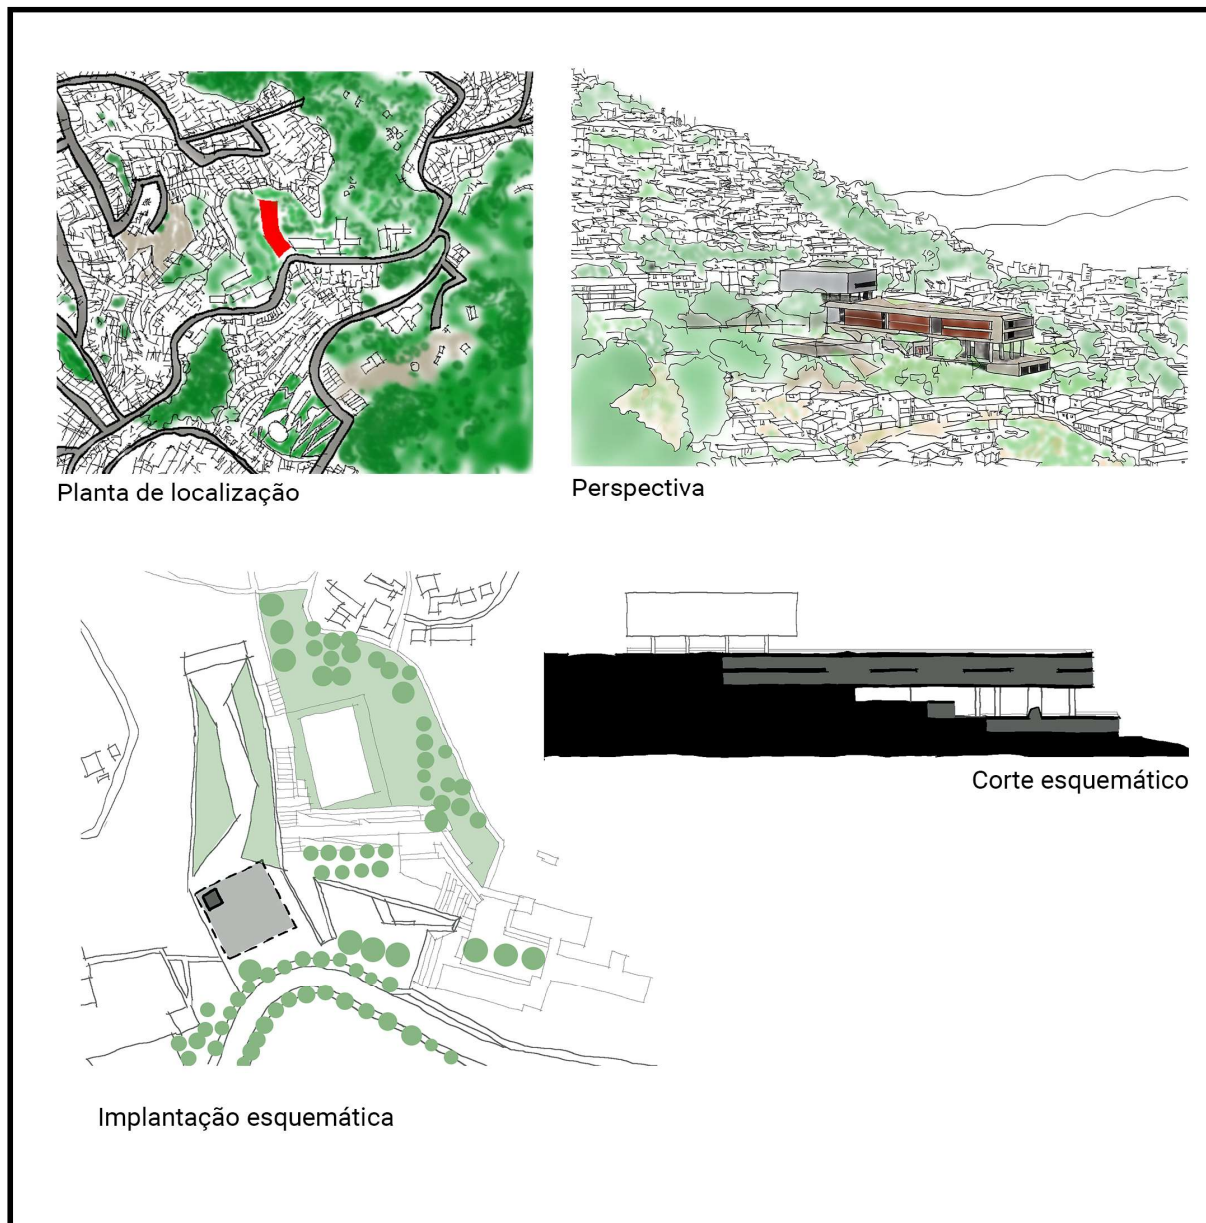 Planta de localização
Perspectiva
Corte esquemático
Implantação esquemática